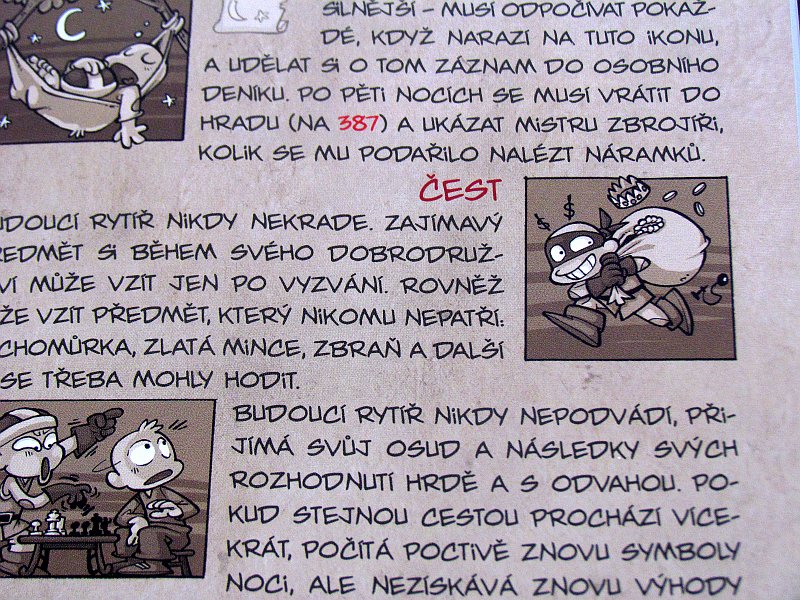 SILNĚJŠÍ – MUSÍ ODPOČÍVAT POKAŽ-
DÉ, KDYŽ NARAZÍ NA TUTO IKONU,
A UDĚLAT SI O TOM ZÁZNAM DO OSOBNÍHO
DENÍKU. PO PĚTI NOCÍCH SE MUSÍ VRÁTIT DO
HRADU (NA 387) A UKÁZAT MISTRU ZBROJÍŘI,
KOLIK SE MU PODAŘILO NALÉZT NÁRAMKŮ.
ČEST
UDOUCÍ RYTÍŘ NIKDY NEKRADE. ZAJÍMAVÝ
ŘEDMĚT SI BĚHEM SVÉHO DOBRODRUŽ-
VÍ MŮŽE VZÍT JEN PO VYZVÁNÍ. ROVNĚŽ
ŽE VZÍT PŘEDMĚT, KTERÝ NIKOMU NEPATŘÍ:
CHOMŮRKA, ZLATÁ MINCE, ZBRAŇ A DALŠÍ
SE TŘEBA MOHLY HODIT.
BUDOUCÍ RYTÍŘ NIKDY NEPODVÁDÍ, PŘI-
JÍMÁ SVŮJ OSUD A NÁSLEDKY SVÝCH
ROZHODNUTÍ HRDĚ A S ODVAHOU. PO-
KUD STEJNOU CESTOU PROCHÁZÍ VÍCE-
KRÁT, POČÍTÁ POCTIVĚ ZNOVU SYMBOLY
NOCI, ALE NEZÍSKÁVÁ ZNOVU VÝHODY